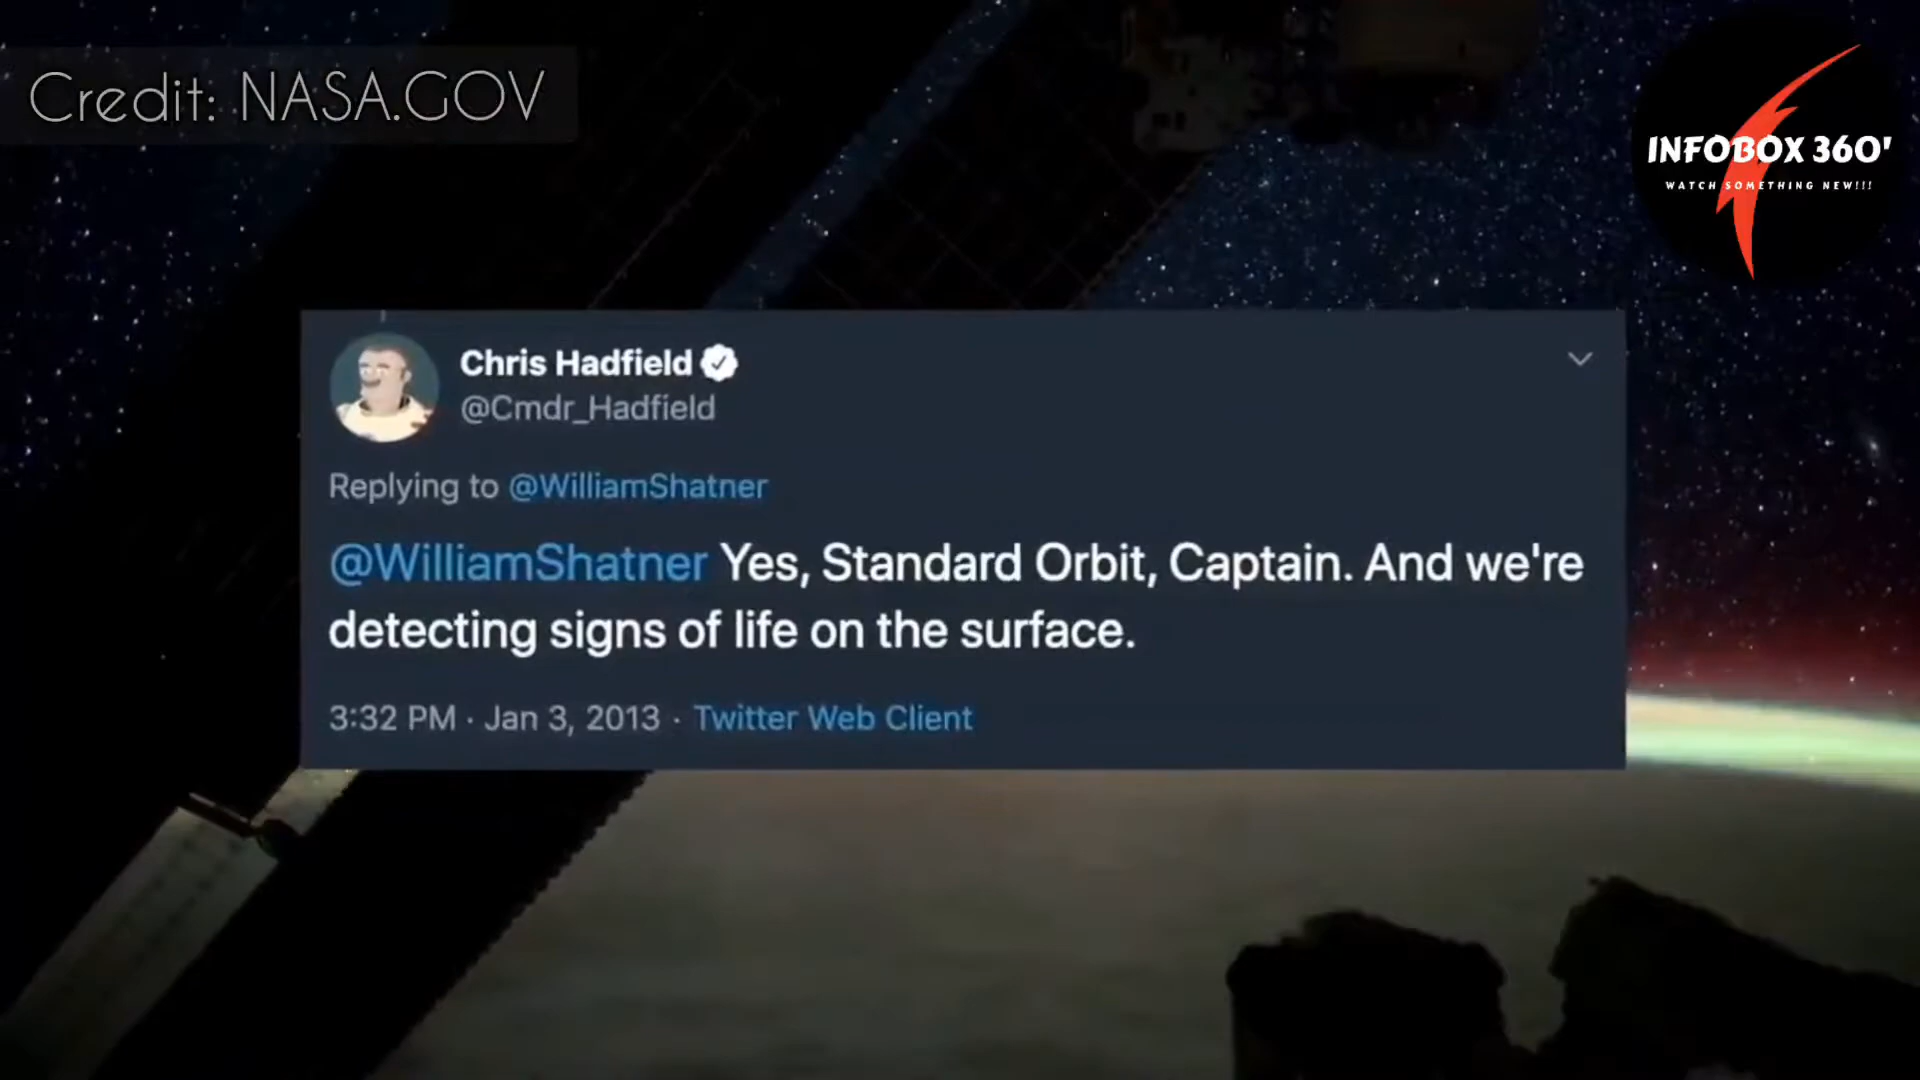 Credit: NASA.GOV
INFOBOX 360'
WATCH SOMETHING NEW!!!
Chris Hadfield
@Cmdr_Hadfield
Replying to @WilliamShatner
@WilliamShatner Yes, Standard Orbit, Captain. And we're
detecting signs of life on the surface.
3:32 PM · Jan 3, 2013 · Twitter Web Client